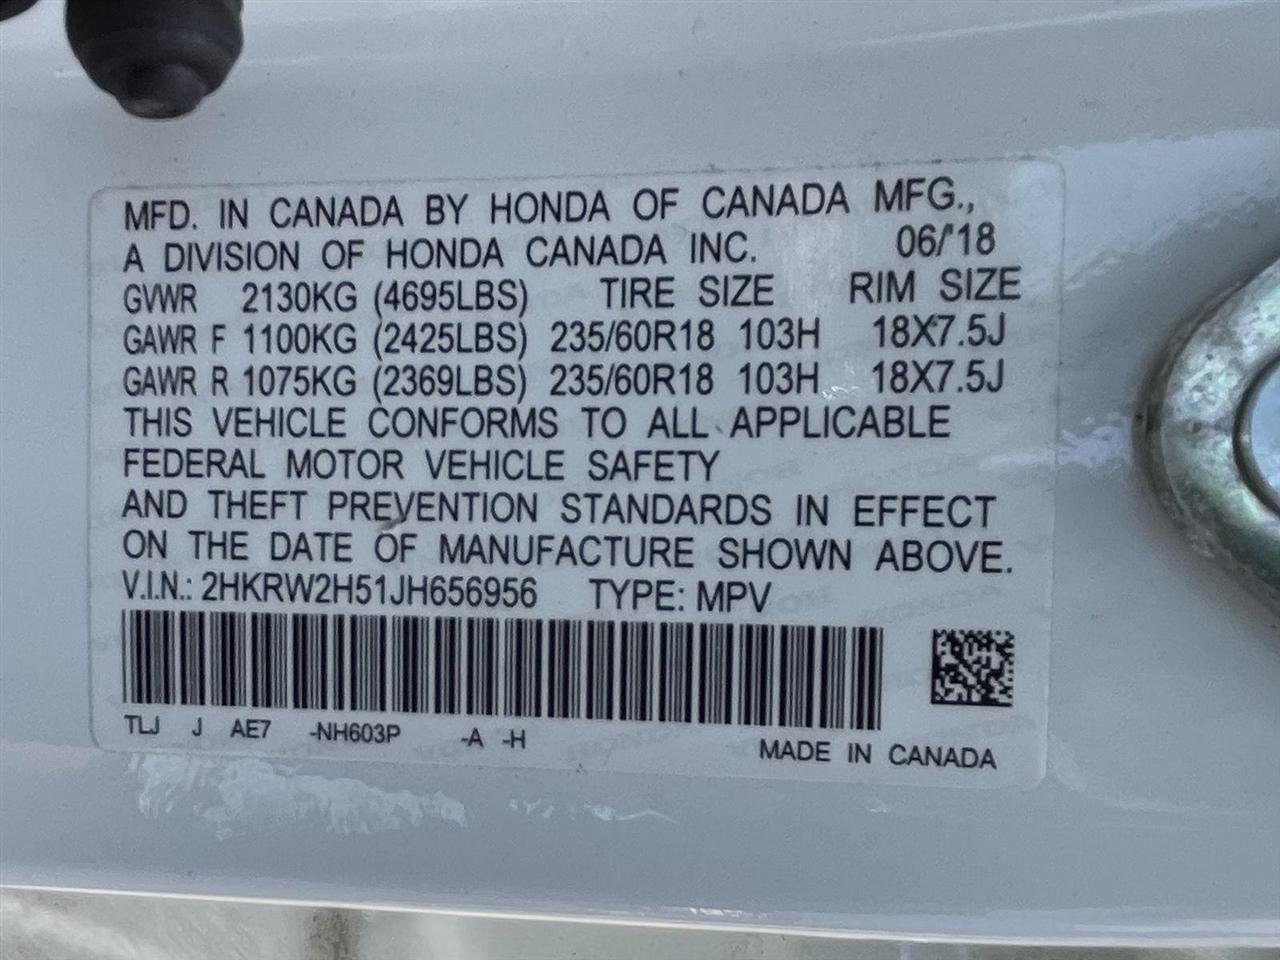 MFD. IN CANADA BY HONDA OF CANADA MFG.,
A DIVISION OF HONDA CANADA INC. 06/'18
GVWR 2130KG (4695LBS) TIRE SIZE RIM SIZE
GAWR F 1100KG (2425LBS) 235/60R18 103H 18X7.5J
GAWR R 1075KG (2369LBS) 235/60R18 103H 18X7.5J
THIS VEHICLE CONFORMS TO ALL APPLICABLE
FEDERAL MOTOR VEHICLE SAFETY
AND THEFT PREVENTION STANDARDS IN EFFECT
ON THE DATE OF MANUFACTURE SHOWN ABOVE.
V.I.N.: 2HKRW2H51JH656956 TYPE: MPV
TLJ J AE7 -NH603P -A -H
MADE IN CANADA